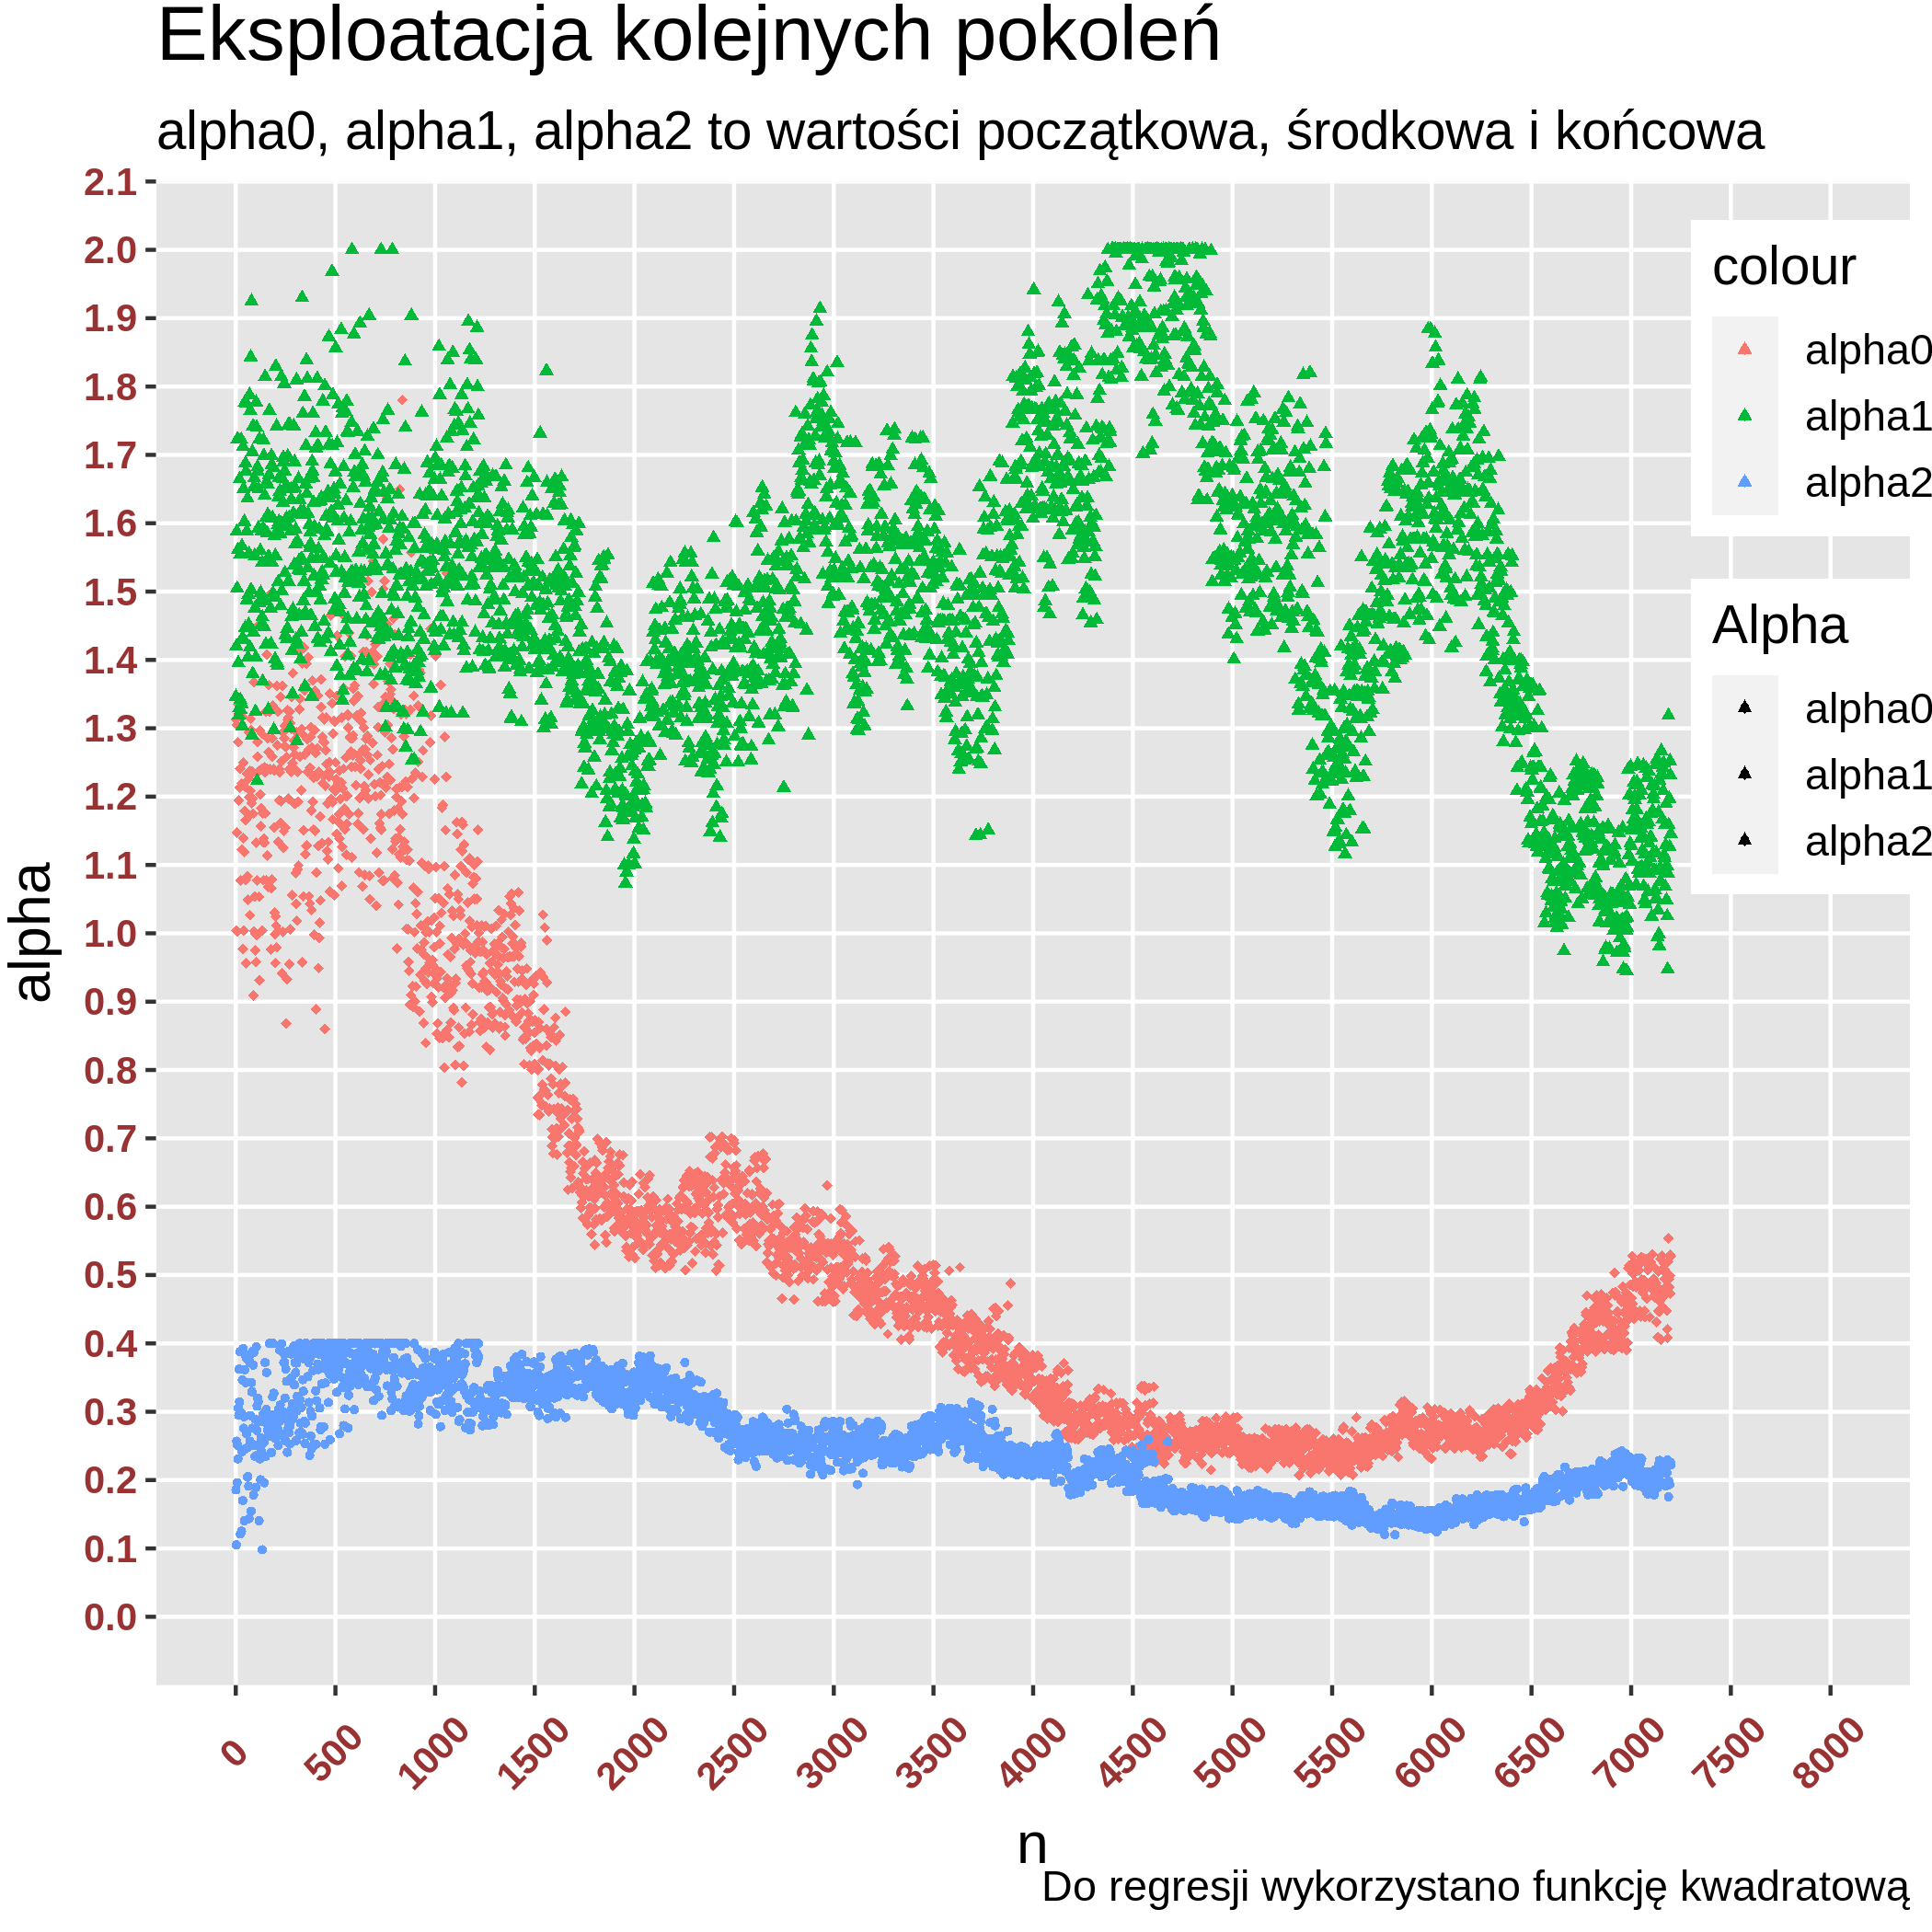 Eksploatacja kolejnych pokoleń
alpha0, alpha1, alpha2 to wartości początkowa, środkowa i końcowa
2.1
2.0
1.9
1.8
1.7
1.6
1.5
1.4
1.3
1.2
1.1
1.0
0.9
0.8
0.7
0.6
0.5
0.4
0.3
0.2
0.1
0.0
alpha
colour
alpha0
alpha1
alpha2
Alpha
alpha0
alpha1
alpha2
0 500 1000 1500 2000 2500 3000 3500 4000 4500 5000 5500 6000 6500 7000 7500 8000
n
Do regresji wykorzystano funkcję kwadratową